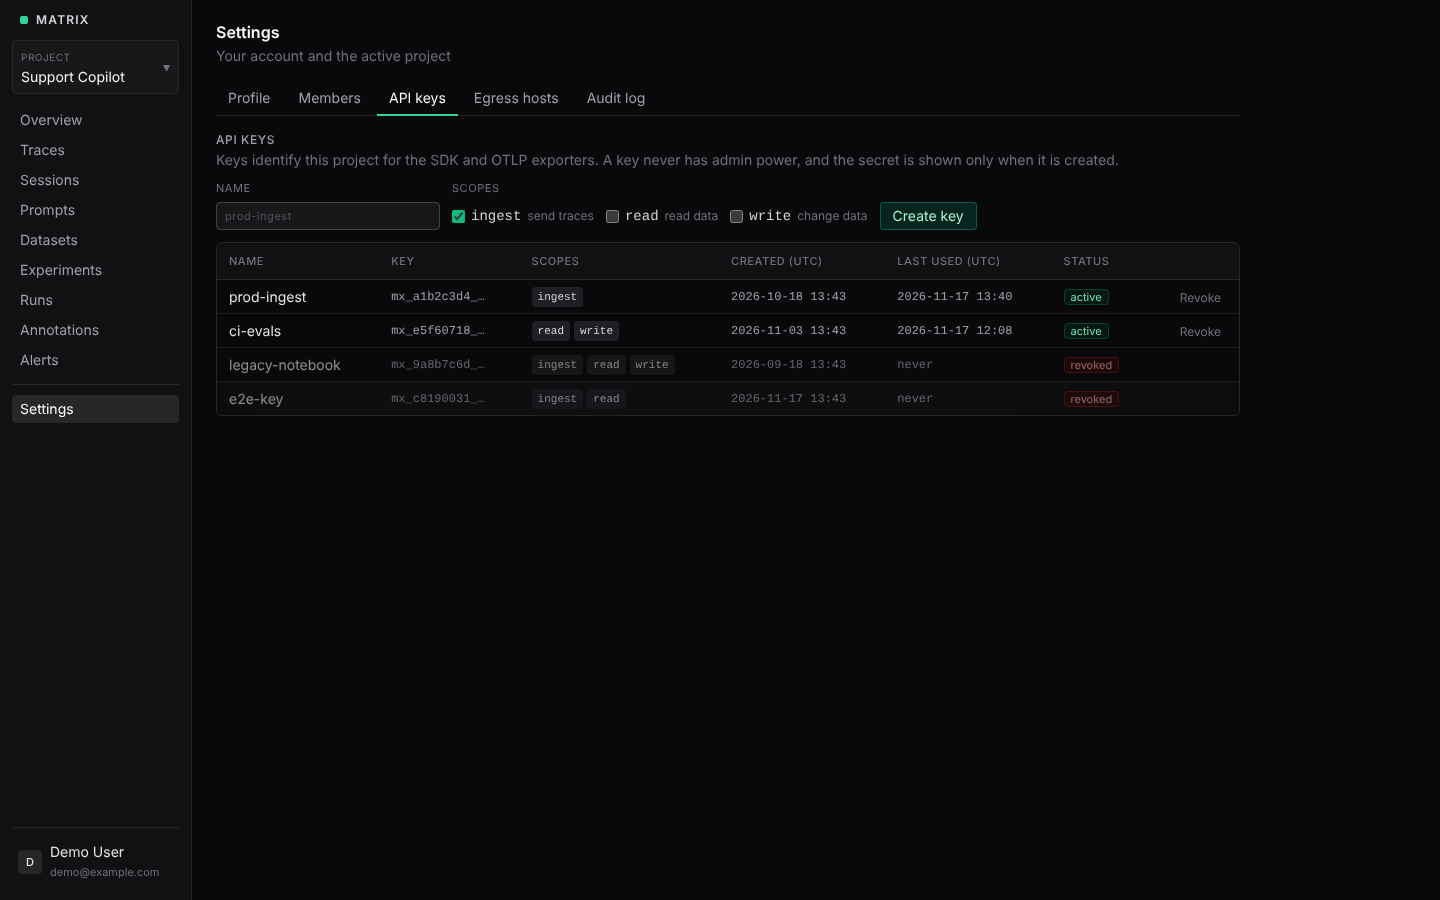 MATRIX
PROJECT
Support Copilot
Overview
Traces
Sessions
Prompts
Datasets
Experiments
Runs
Annotations
Alerts
Settings
D
Demo User
demo@example.com
Settings
Your account and the active project
Profile Members API keys Egress hosts Audit log
API KEYS
Keys identify this project for the SDK and OTLP exporters. A key never has admin power, and the secret is shown only when it is created.
NAME SCOPES
prod-ingest ingest send traces read read data write change data Create key
NAME KEY SCOPES CREATED (UTC) LAST USED (UTC) STATUS
prod-ingest mx_a1b2c3d4_… ingest 2026-10-18 13:43 2026-11-17 13:40 active Revoke
ci-evals mx_e5f60718_… read write 2026-11-03 13:43 2026-11-17 12:08 active Revoke
legacy-notebook mx_9a8b7c6d_… ingest read write 2026-09-18 13:43 never revoked
e2e-key mx_c8190031_… ingest read 2026-11-17 13:43 never revoked